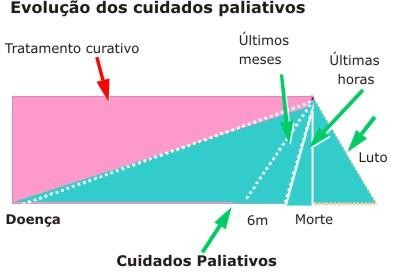 Evolução dos cuidados paliativos
Tratamento curativo
Últimos
meses
Últimas
horas
Luto
Doença
6m
Morte
Cuidados Paliativos